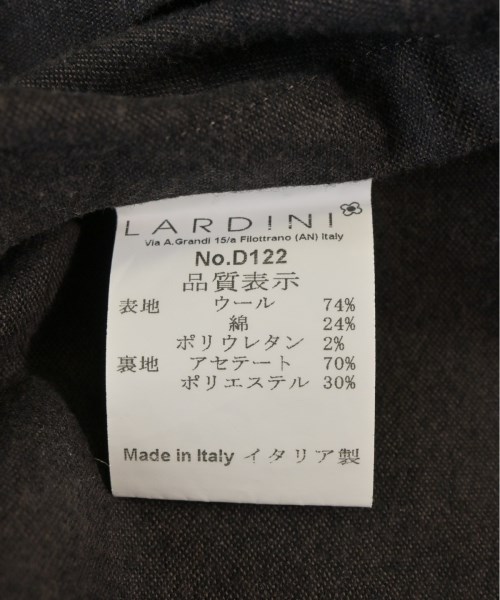 LARDINI
Via A.Grandi 15/a Filottrano (AN) Italy
No.D122
品質表示
表地 ウール 74%
綿 24%
ポリウレタン 2%
裏地 アセテート 70%
ポリエステル 30%
Made in Italy イタリア製